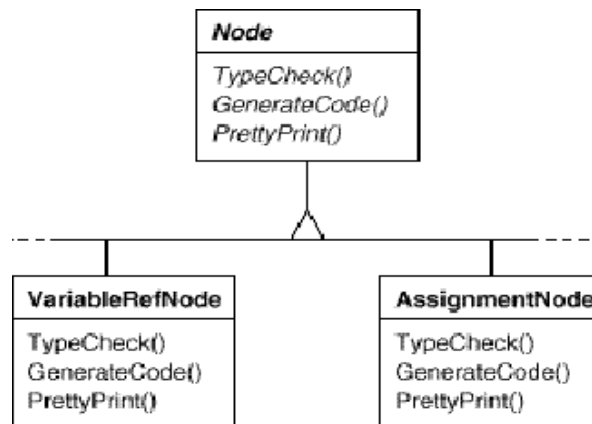 Node
TypeCheck()
GenerateCode()
PrettyPrint()
VariableRefNode
TypeCheck()
GenerateCode()
PrettyPrint()
AssignmentNode
TypeCheck()
GenerateCode()
PrettyPrint()